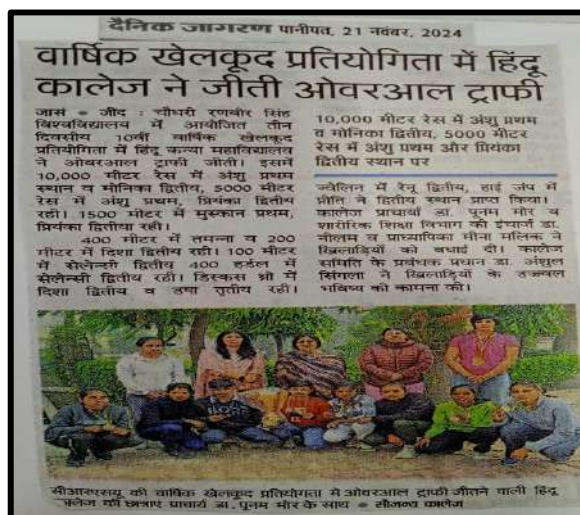 दैनिक जागरण पानीपत, 21 नवंबर, 2024
वार्षिक खेलकूद प्रतियोगिता में हिंदू
कालेज ने जीती ओवरआल ट्राफी
जासं ● जींद : चौधरी रणबीर सिंह
विश्वविद्यालय में आयोजित तीन
दिवसीय 10वीं वार्षिक खेलकूद
प्रतियोगिता में हिंदू कन्या महाविद्यालय
ने ओवरआल ट्राफी जीती। इसमें
10,000 मीटर रेस में अंशु प्रथम
स्थान व मोनिका द्वितीय, 5000 मीटर
रेस में अंशु प्रथम, प्रियंका द्वितीय
रही। 1500 मीटर में मुस्कान प्रथम,
प्रियंका द्वितीया रही।
400 मीटर में तमन्ना व 200
मीटर में दिशा द्वितीय रही। 100 मीटर
में सेलेन्सी द्वितीय 400 हर्डल में
सेलेन्सी द्वितीय रही। डिस्कस थ्रो में
दिशा द्वितीय व उषा तृतीय रही।
10,000 मीटर रेस में अंशु प्रथम
व मोनिका द्वितीय, 5000 मीटर
रेस में अंशु प्रथम और प्रियंका
द्वितीय स्थान पर
ज्वेलिन में रेनू द्वितीय, हाई जंप में
प्रीति ने द्वितीय स्थान प्राप्त किया।
कालेज प्राचार्या डा. पूनम मोर व
शारीरिक शिक्षा विभाग की इंचार्ज डा.
नीलम व प्राध्यापिका मीना मलिक ने
खिलाड़ियों को बधाई दी। कालेज
समिति के प्रबंधक प्रधान डा. अंशुल
सिंगला ने खिलाड़ियों के उज्ज्वल
भविष्य की कामना की।
सीआरएसयू की वार्षिक खेलकूद प्रतियोगिता में ओवरआल ट्राफी जीतने वाली हिंदू
कालेज की छात्राएं प्राचार्य डा. पूनम मोर के साथ ● सौजन्य कालेज